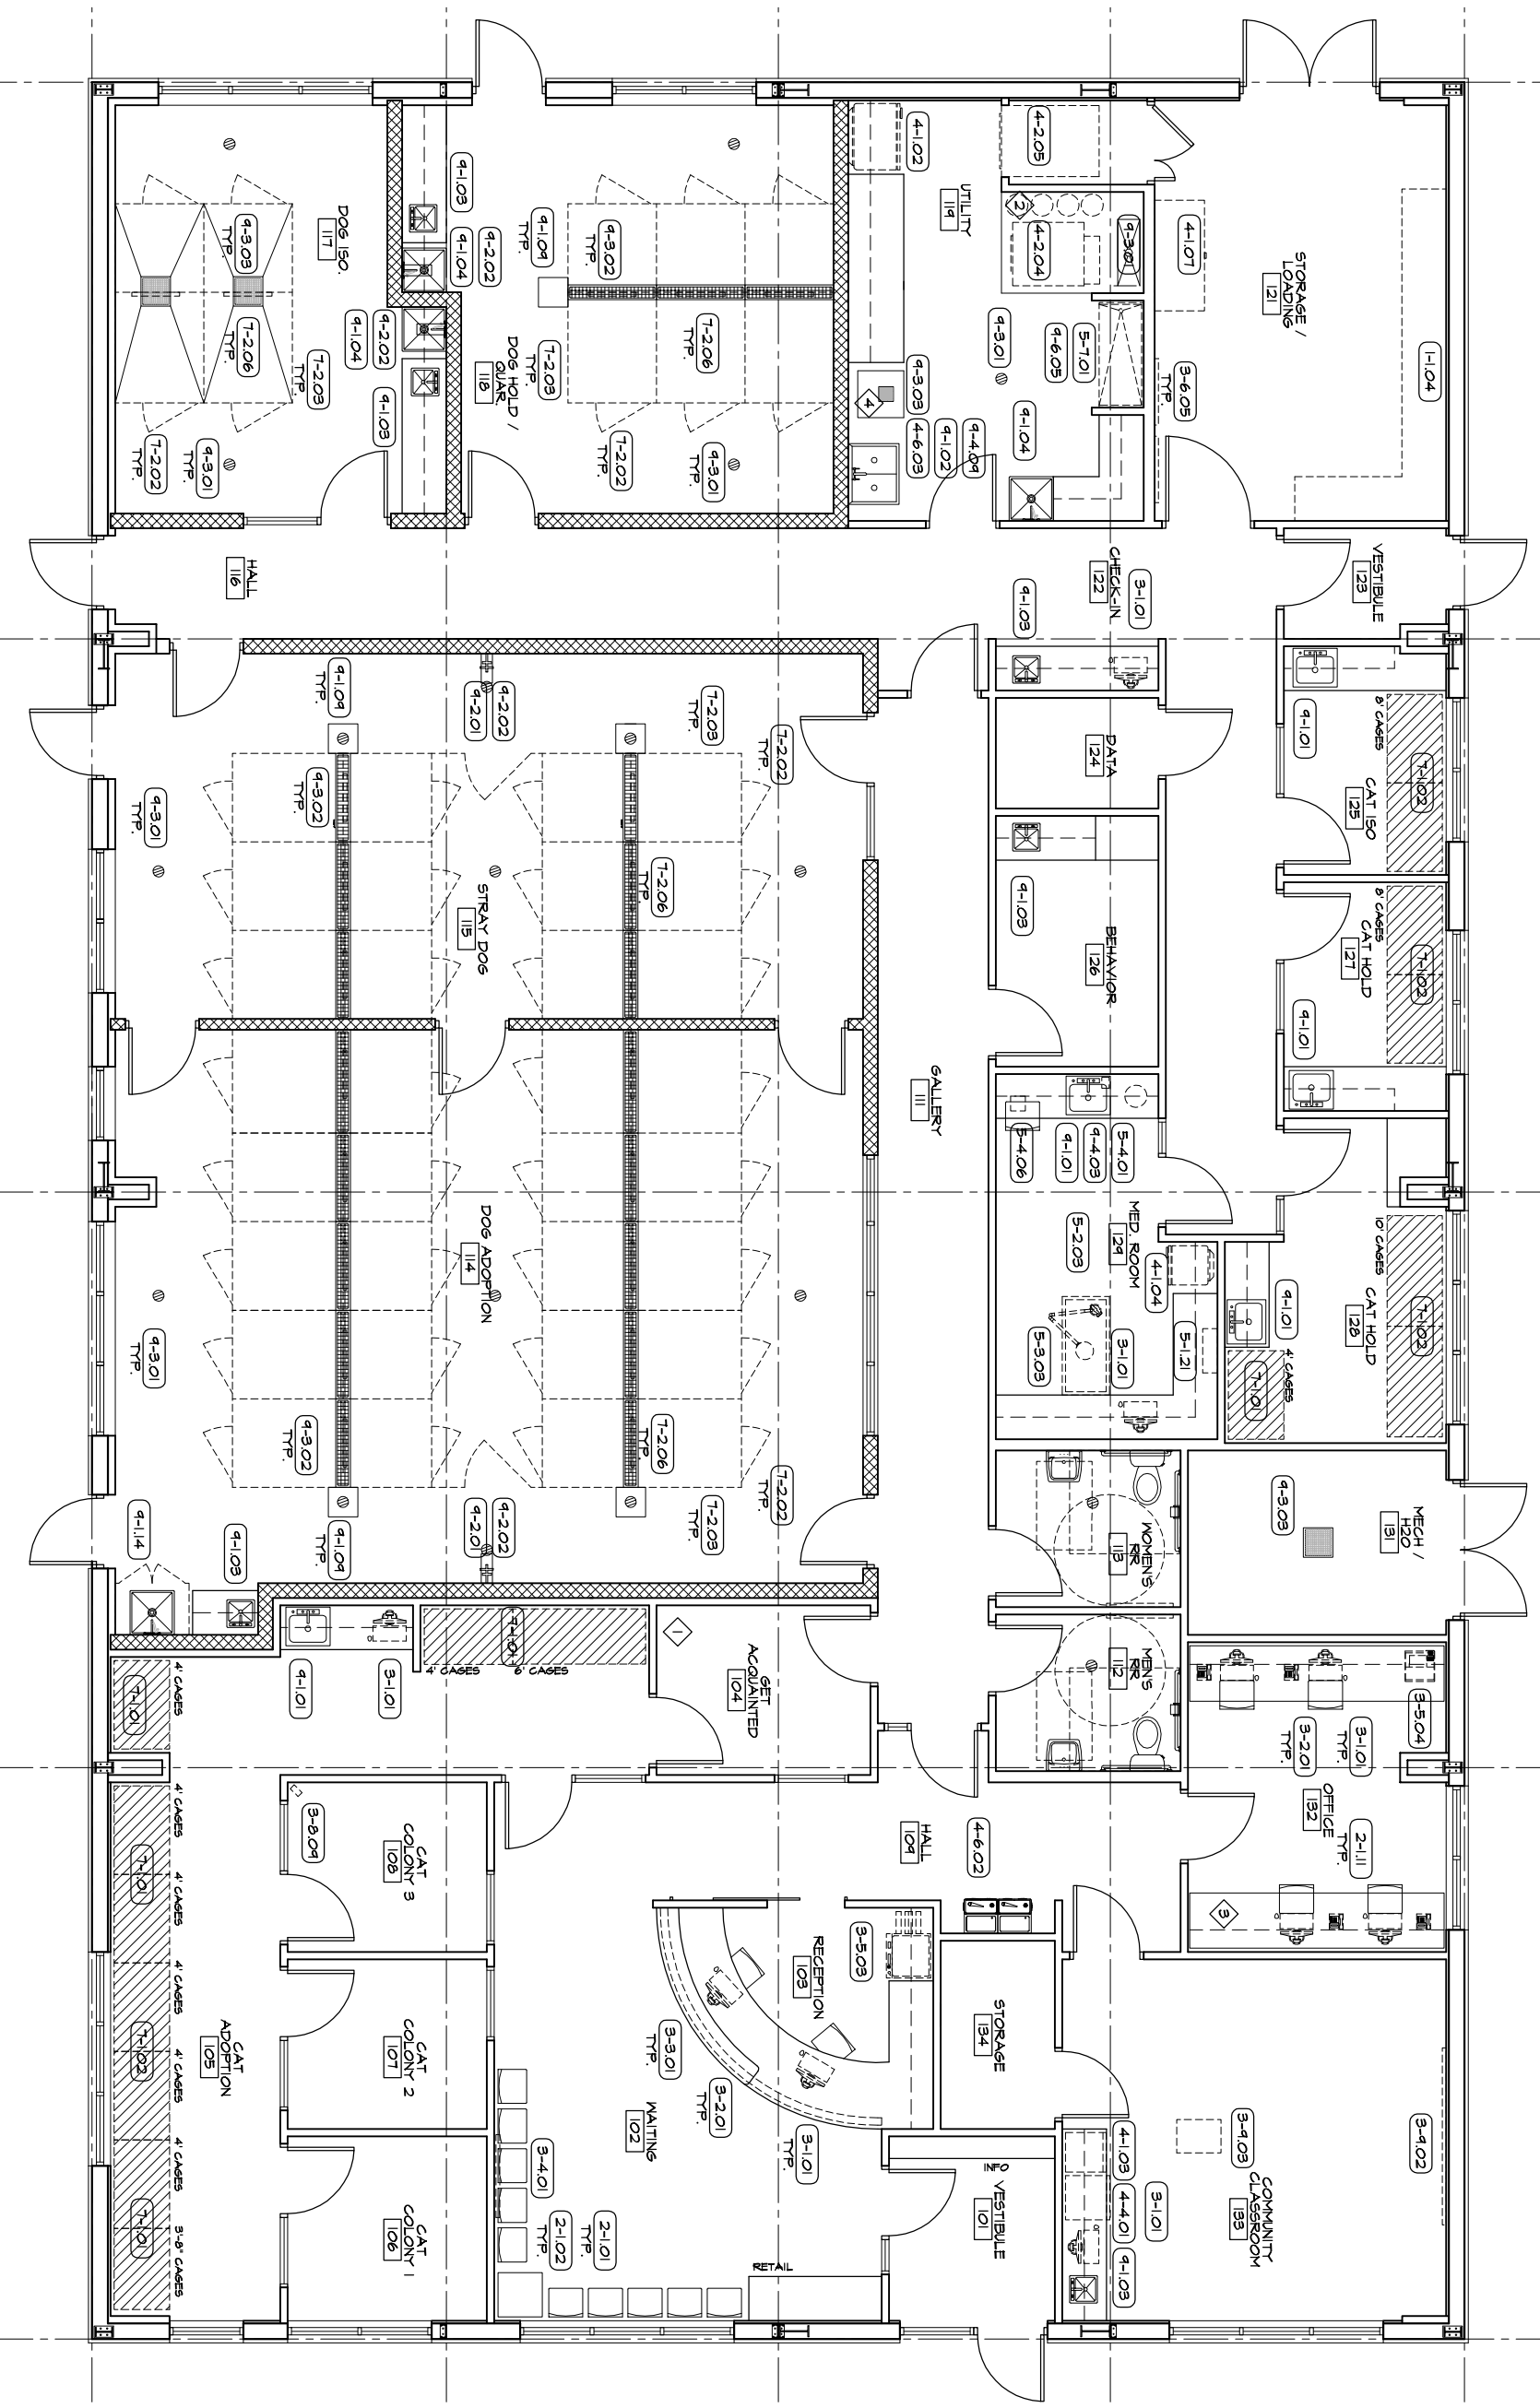 STORAGE /
LOADING
121
1-1.04
4-1.07
3-6.05
TYP.
4-2.05
4-2.04
9-3.01
2
UTILITY
119
4-1.02
5-7.01
9-6.05
9-3.01
9-1.04
9-3.03
4
9-4.09
9-1.02
4-6.03
DOG HOLD /
QUAR.
118
9-3.02
TYP.
9-1.09
TYP.
7-2.06
TYP.
7-2.03
TYP.
7-2.02
TYP.
9-3.01
TYP.
9-1.03
9-2.02
9-1.04
9-2.02
9-1.04
9-1.03
DOG ISO.
117
9-3.03
TYP.
7-2.06
TYP.
7-2.03
TYP.
9-3.01
TYP.
7-2.02
TYP.
VESTIBULE
123
CHECK-IN
122
3-1.01
9-1.03
HALL
116
CAT ISO
125
8' CAGES
7-1.02
9-1.01
CAT HOLD
127
8' CAGES
7-1.02
9-1.01
DATA
124
BEHAVIOR
126
9-1.03
GALLERY
111
STRAY DOG
115
9-1.09
TYP.
9-2.02
9-2.01
7-2.03
TYP.
7-2.02
TYP.
9-3.02
TYP.
9-3.01
TYP.
7-2.06
TYP.
DOG ADOPTION
114
9-3.01
TYP.
9-3.02
TYP.
7-2.06
TYP.
7-2.02
TYP.
7-2.03
TYP.
9-2.02
9-2.01
9-1.09
TYP.
9-1.14
9-1.03
CAT HOLD
128
10' CAGES
7-1.02
9-1.01
4' CAGES
7-1.01
MED. ROOM
129
5-4.01
9-4.03
9-1.01
5-4.06
5-2.03
4-1.04
5-1.21
3-1.01
5-3.03
WOMEN'S
RR
113
MEN'S
RR
112
MECH /
H2O
131
9-3.03
OFFICE
132
3-5.04
3-1.01
TYP.
3-2.01
TYP.
2-1.11
TYP.
3
GET
ACQUAINTED
104
1
4' CAGES
6' CAGES
7-1.01
3-1.01
9-1.01
4' CAGES
7-1.01
HALL
109
4-6.02
CAT
COLONY 3
108
3-8.09
CAT
COLONY 2
107
CAT
COLONY 1
106
CAT
ADOPTION
105
4' CAGES
7-1.01
4' CAGES
4' CAGES
7-1.02
4' CAGES
4' CAGES
7-1.01
3'-8" CAGES
RECEPTION
103
3-5.03
3-3.01
TYP.
3-2.01
TYP.
3-1.01
TYP.
WAITING
102
3-4.01
2-1.01
TYP.
2-1.02
TYP.
RETAIL
STORAGE
134
INFO
VESTIBULE
101
COMMUNITY
CLASSROOM
133
3-9.02
3-9.03
4-1.03
4-4.01
3-1.01
9-1.03